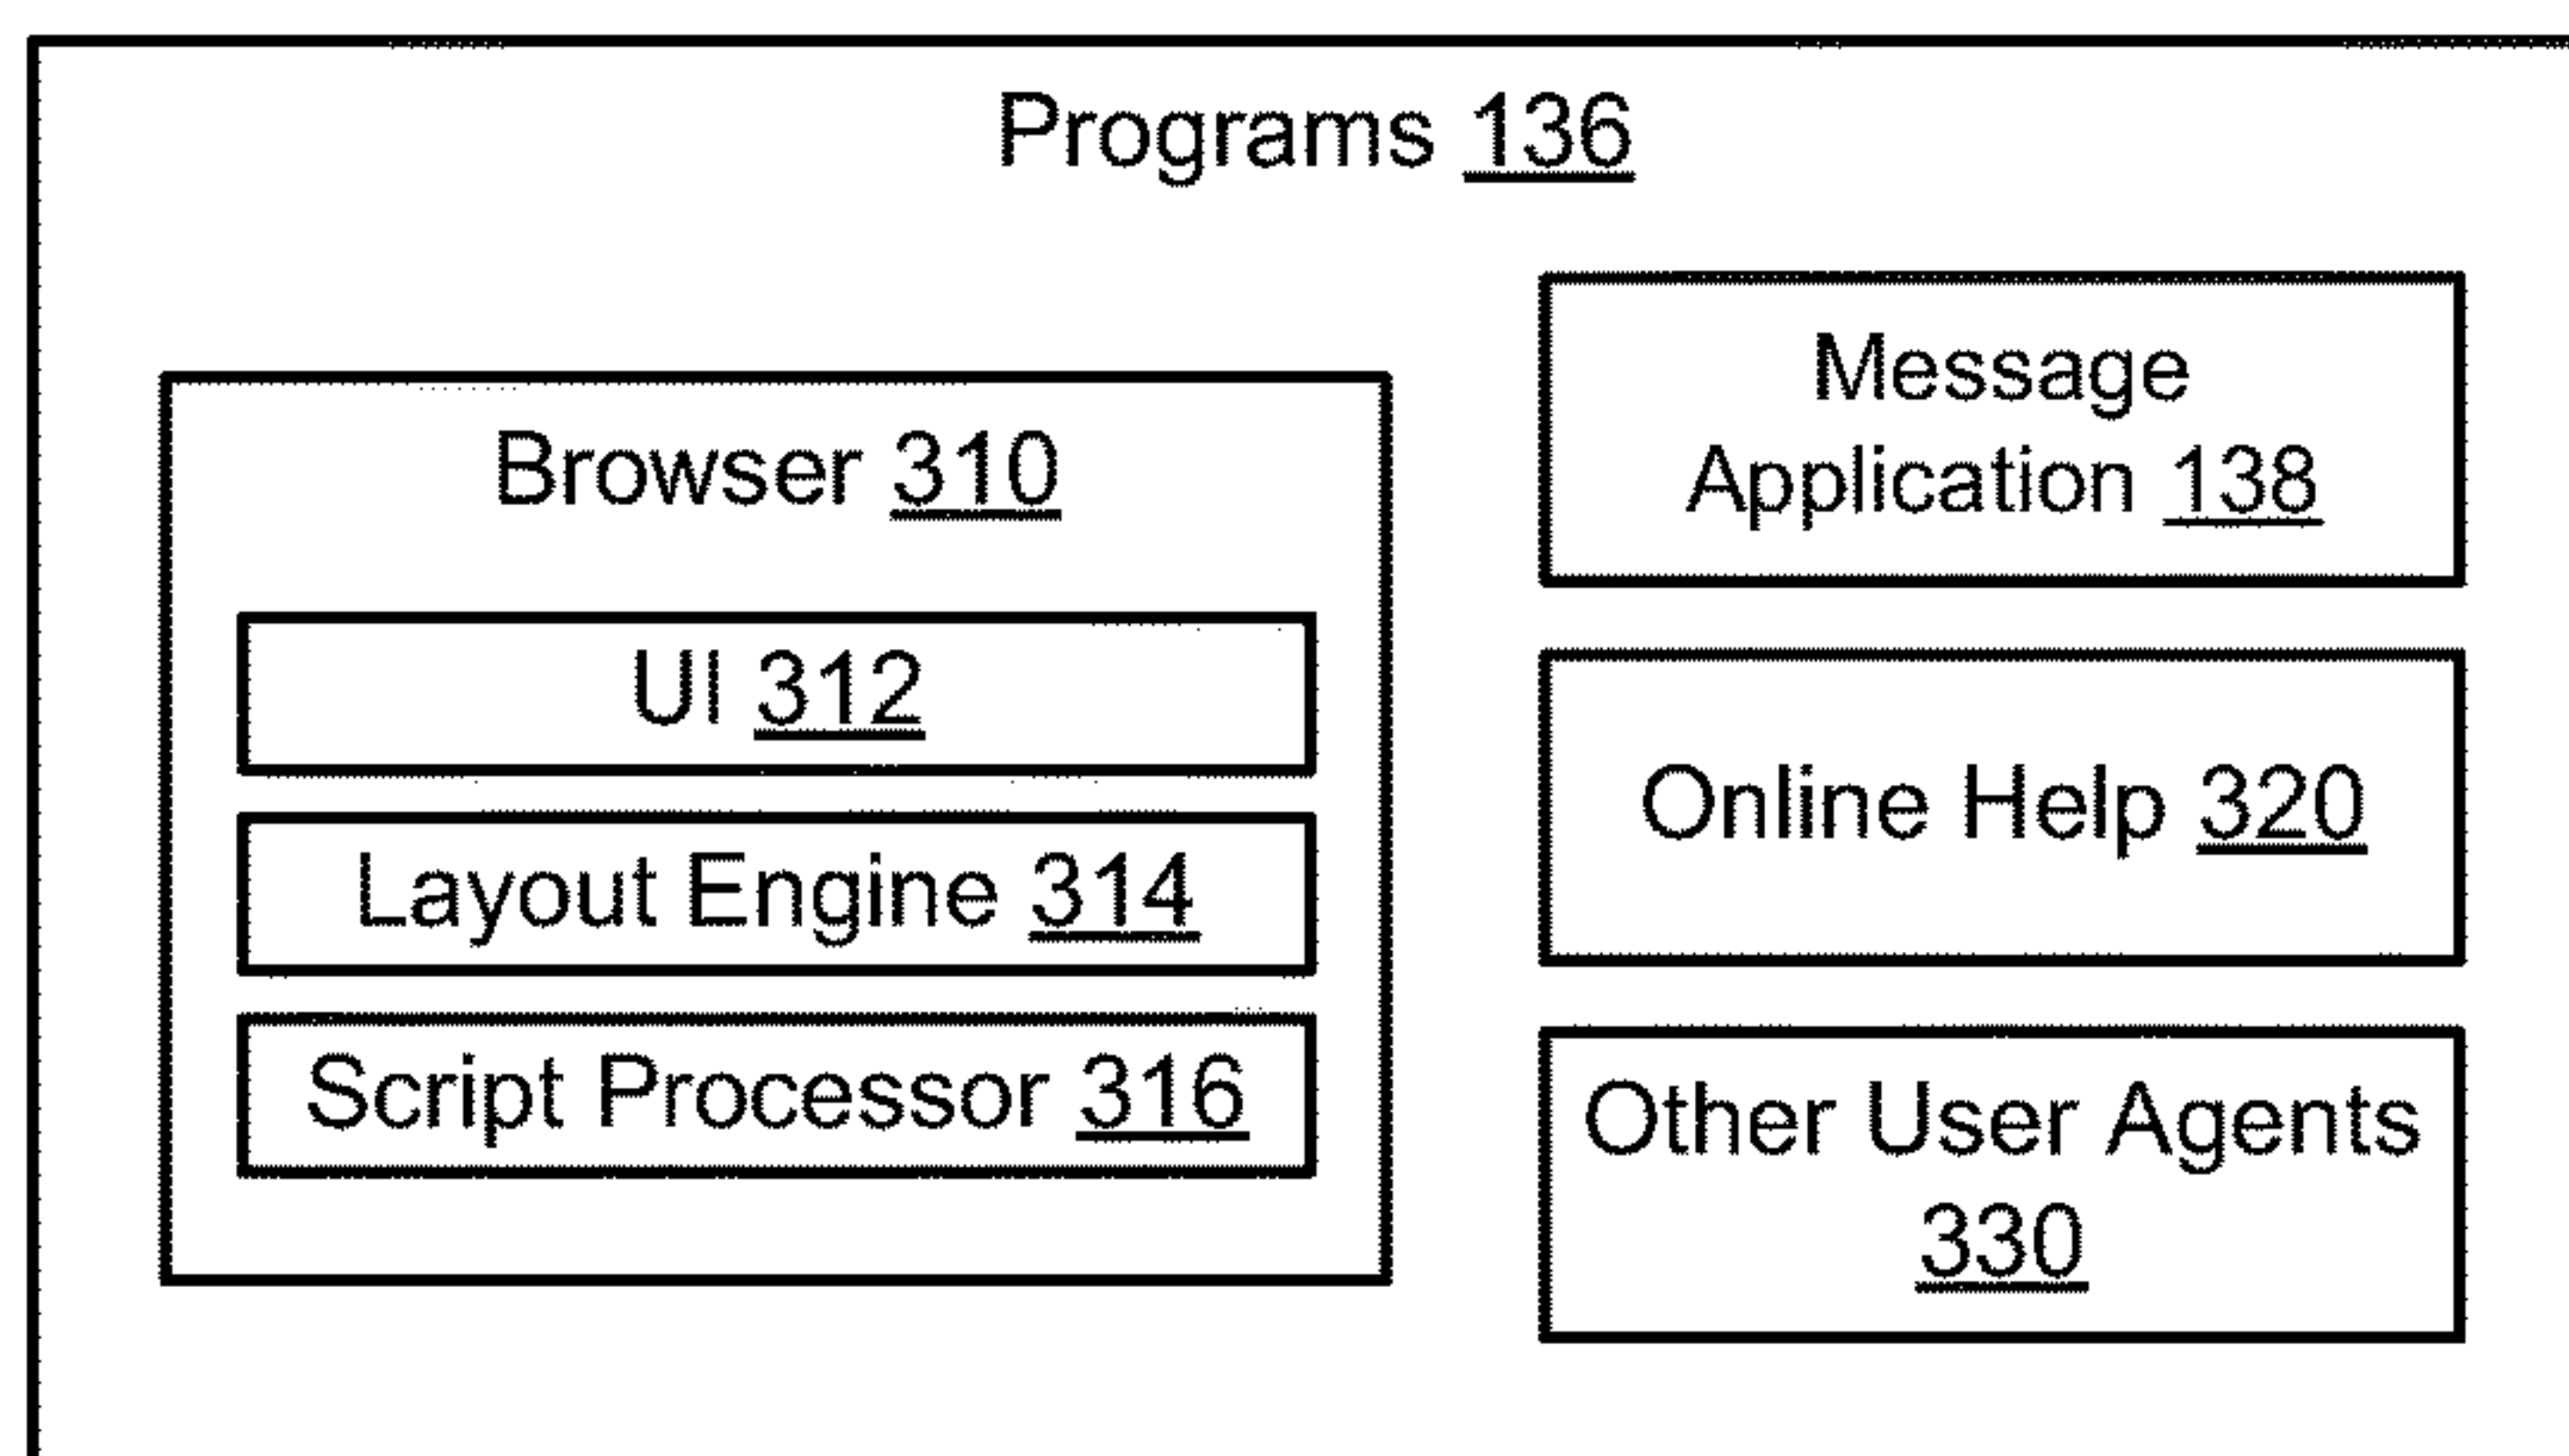 Programs 136
Browser 310
UI 312
Layout Engine 314
Script Processor 316
Message
Application 138
Online Help 320
Other User Agents
330